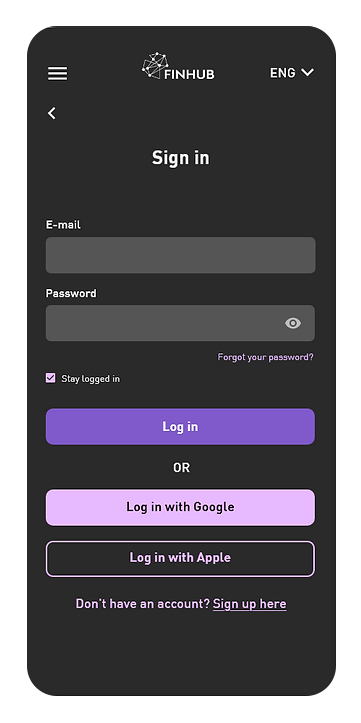 FINHUB
ENG
Sign in
E-mail
Password
Forgot your password?
Stay logged in
Log in
OR
Log in with Google
Log in with Apple
Don't have an account? Sign up here